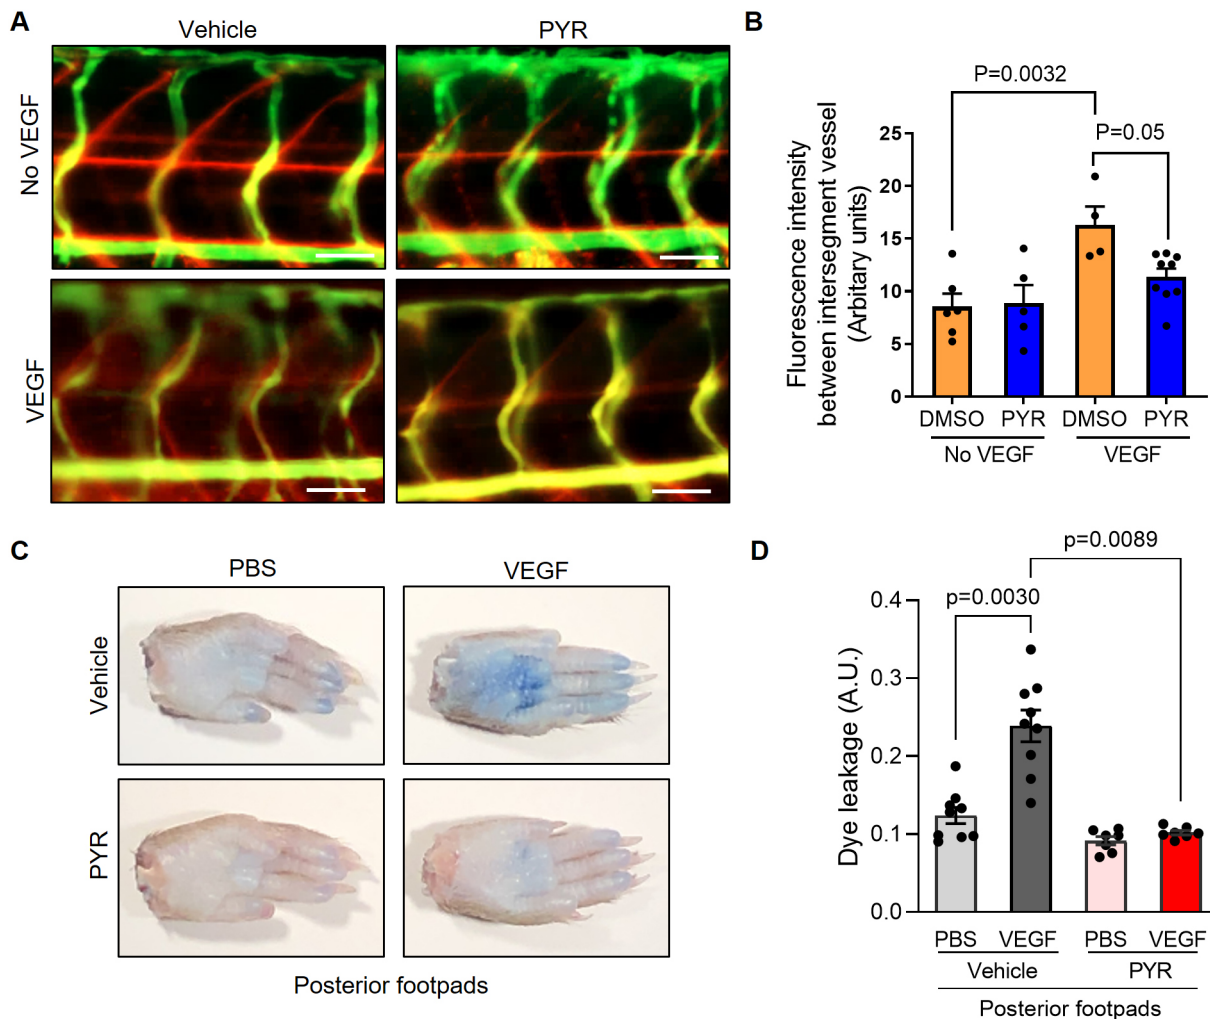 A
Vehicle
PYR
No VEGF
VEGF
B
P=0.0032
P=0.05
Fluorescence intensity
between intersegment vessel
(Arbitary units)
25
20
15
10
5
0
DMSO PYR DMSO PYR
No VEGF VEGF
C
PBS
VEGF
Vehicle
PYR
Posterior footpads
D
p=0.0089
p=0.0030
Dye leakage (A.U.)
0.4
0.3
0.2
0.1
0.0
PBS VEGF PBS VEGF
Vehicle PYR
Posterior footpads